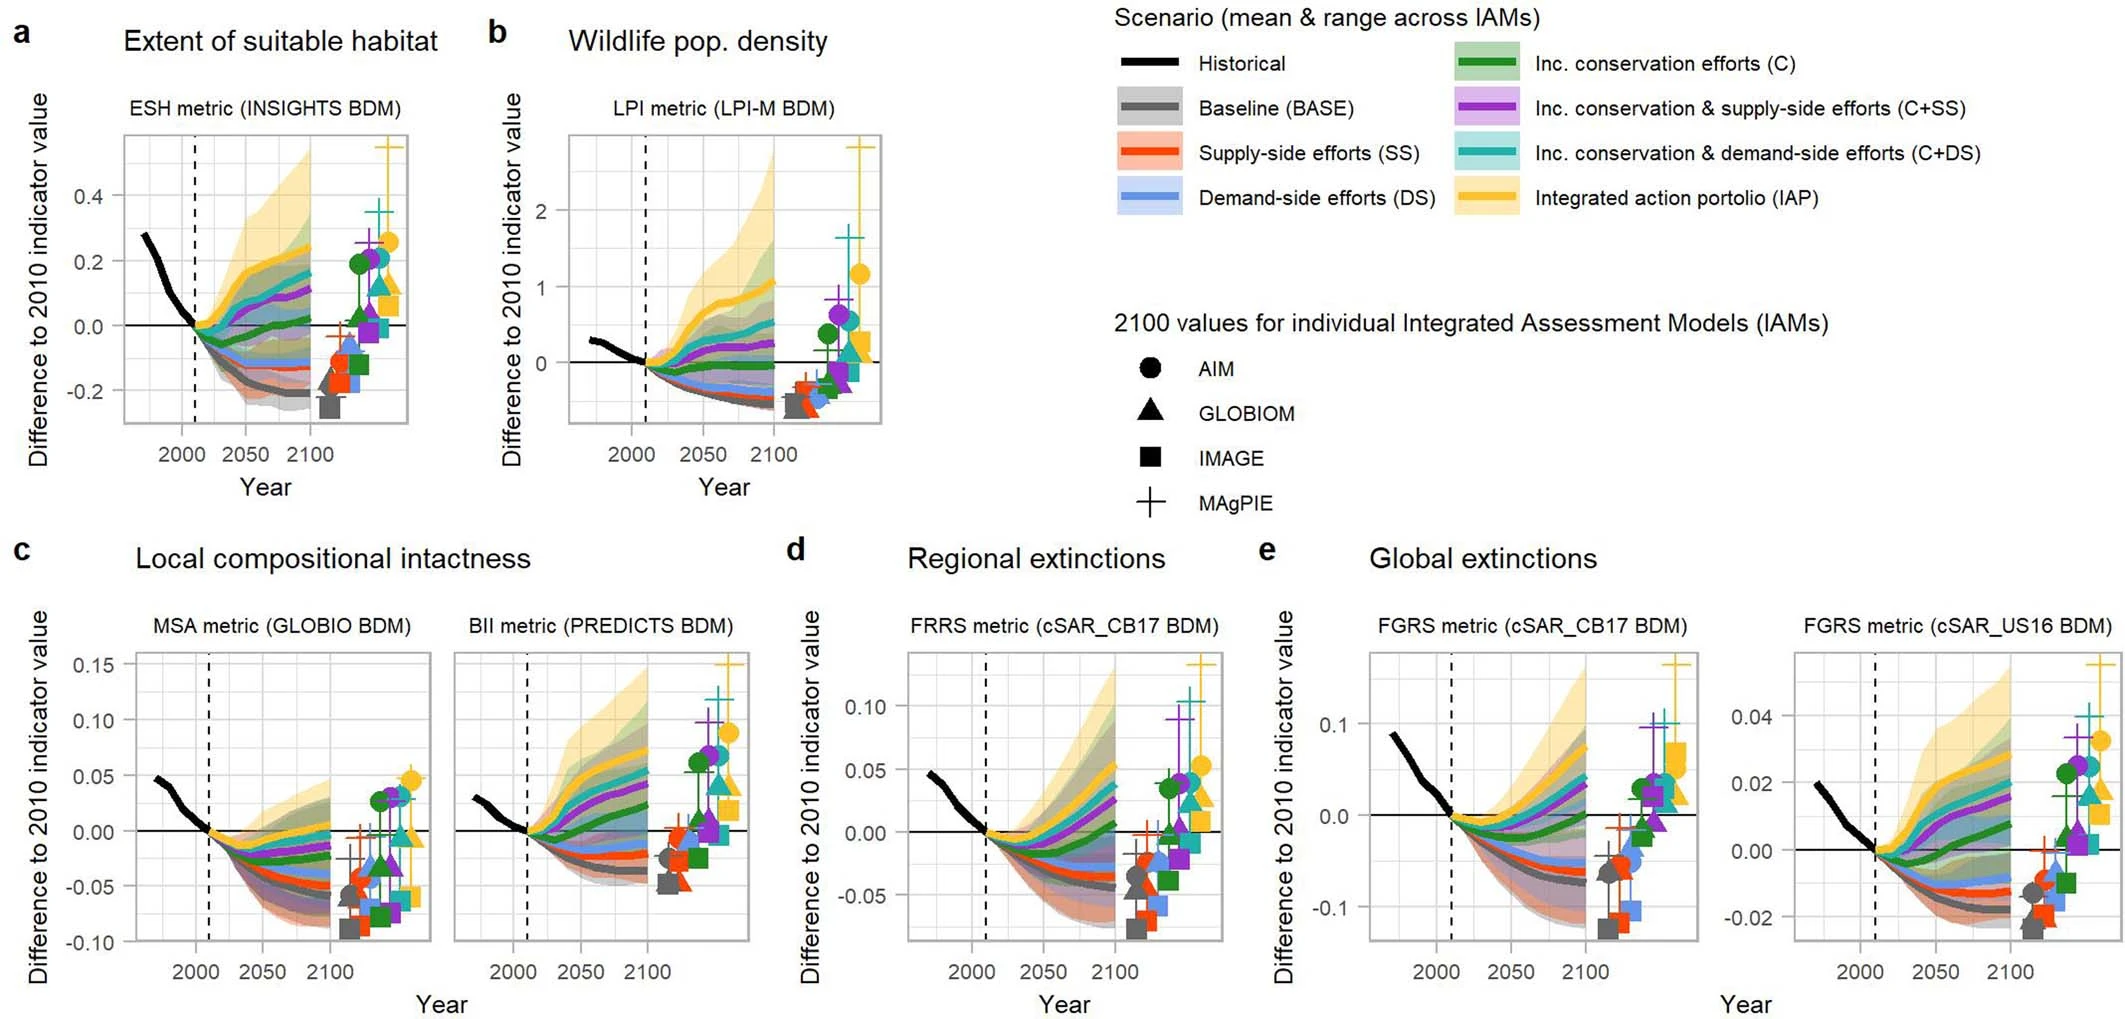 a
Extent of suitable habitat
ESH metric (INSIGHTS BDM)
Difference to 2010 indicator value
0.4
0.2
0.0
-0.2
2000 2050 2100
Year
b
Wildlife pop. density
LPI metric (LPI-M BDM)
Difference to 2010 indicator value
2
1
0
2000 2050 2100
Year
Scenario (mean & range across IAMs)
Historical
Baseline (BASE)
Supply-side efforts (SS)
Demand-side efforts (DS)
Inc. conservation efforts (C)
Inc. conservation & supply-side efforts (C+SS)
Inc. conservation & demand-side efforts (C+DS)
Integrated action portolio (IAP)
2100 values for individual Integrated Assessment Models (IAMs)
AIM
GLOBIOM
IMAGE
MAgPIE
c
Local compositional intactness
MSA metric (GLOBIO BDM)
BII metric (PREDICTS BDM)
Difference to 2010 indicator value
0.15
0.10
0.05
0.00
-0.05
-0.10
2000 2050 2100
2000 2050 2100
Year
d
Regional extinctions
FRRS metric (cSAR_CB17 BDM)
Difference to 2010 indicator value
0.10
0.05
0.00
-0.05
2000 2050 2100
Year
e
Global extinctions
FGRS metric (cSAR_CB17 BDM)
Difference to 2010 indicator value
0.1
0.0
-0.1
2000 2050 2100
FGRS metric (cSAR_US16 BDM)
0.04
0.02
0.00
-0.02
2000 2050 2100
Year